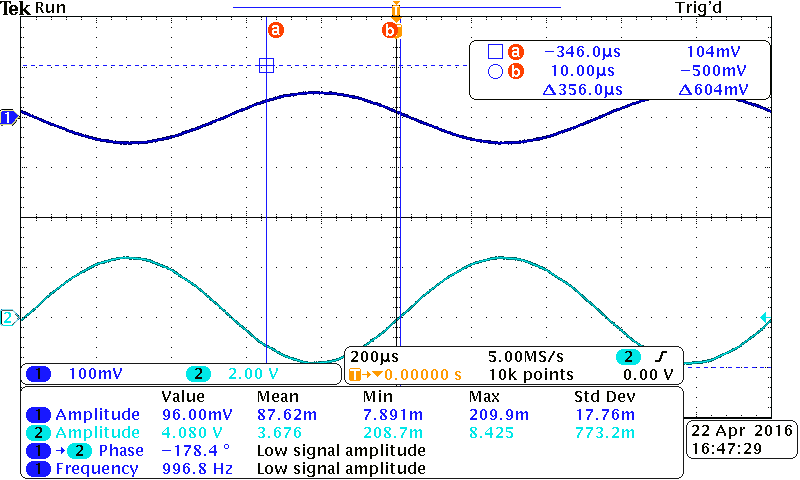 Tek Run Trig'd
T
a b
a −346.0µs 104mV
b 10.00µs −500mV
Δ356.0µs Δ604mV
1
2
1 100mV 2 2.00 V
200µs 5.00MS/s 2 0.00 V
T→▼0.00000 s 10k points
Value Mean Min Max Std Dev
1 Amplitude 96.00mV 87.62m 7.891m 209.9m 17.76m
2 Amplitude 4.080 V 3.676 208.7m 8.425 773.2m
1 → 2 Phase −178.4 ° Low signal amplitude
1 Frequency 996.8 Hz Low signal amplitude
22 Apr 2016
16:47:29